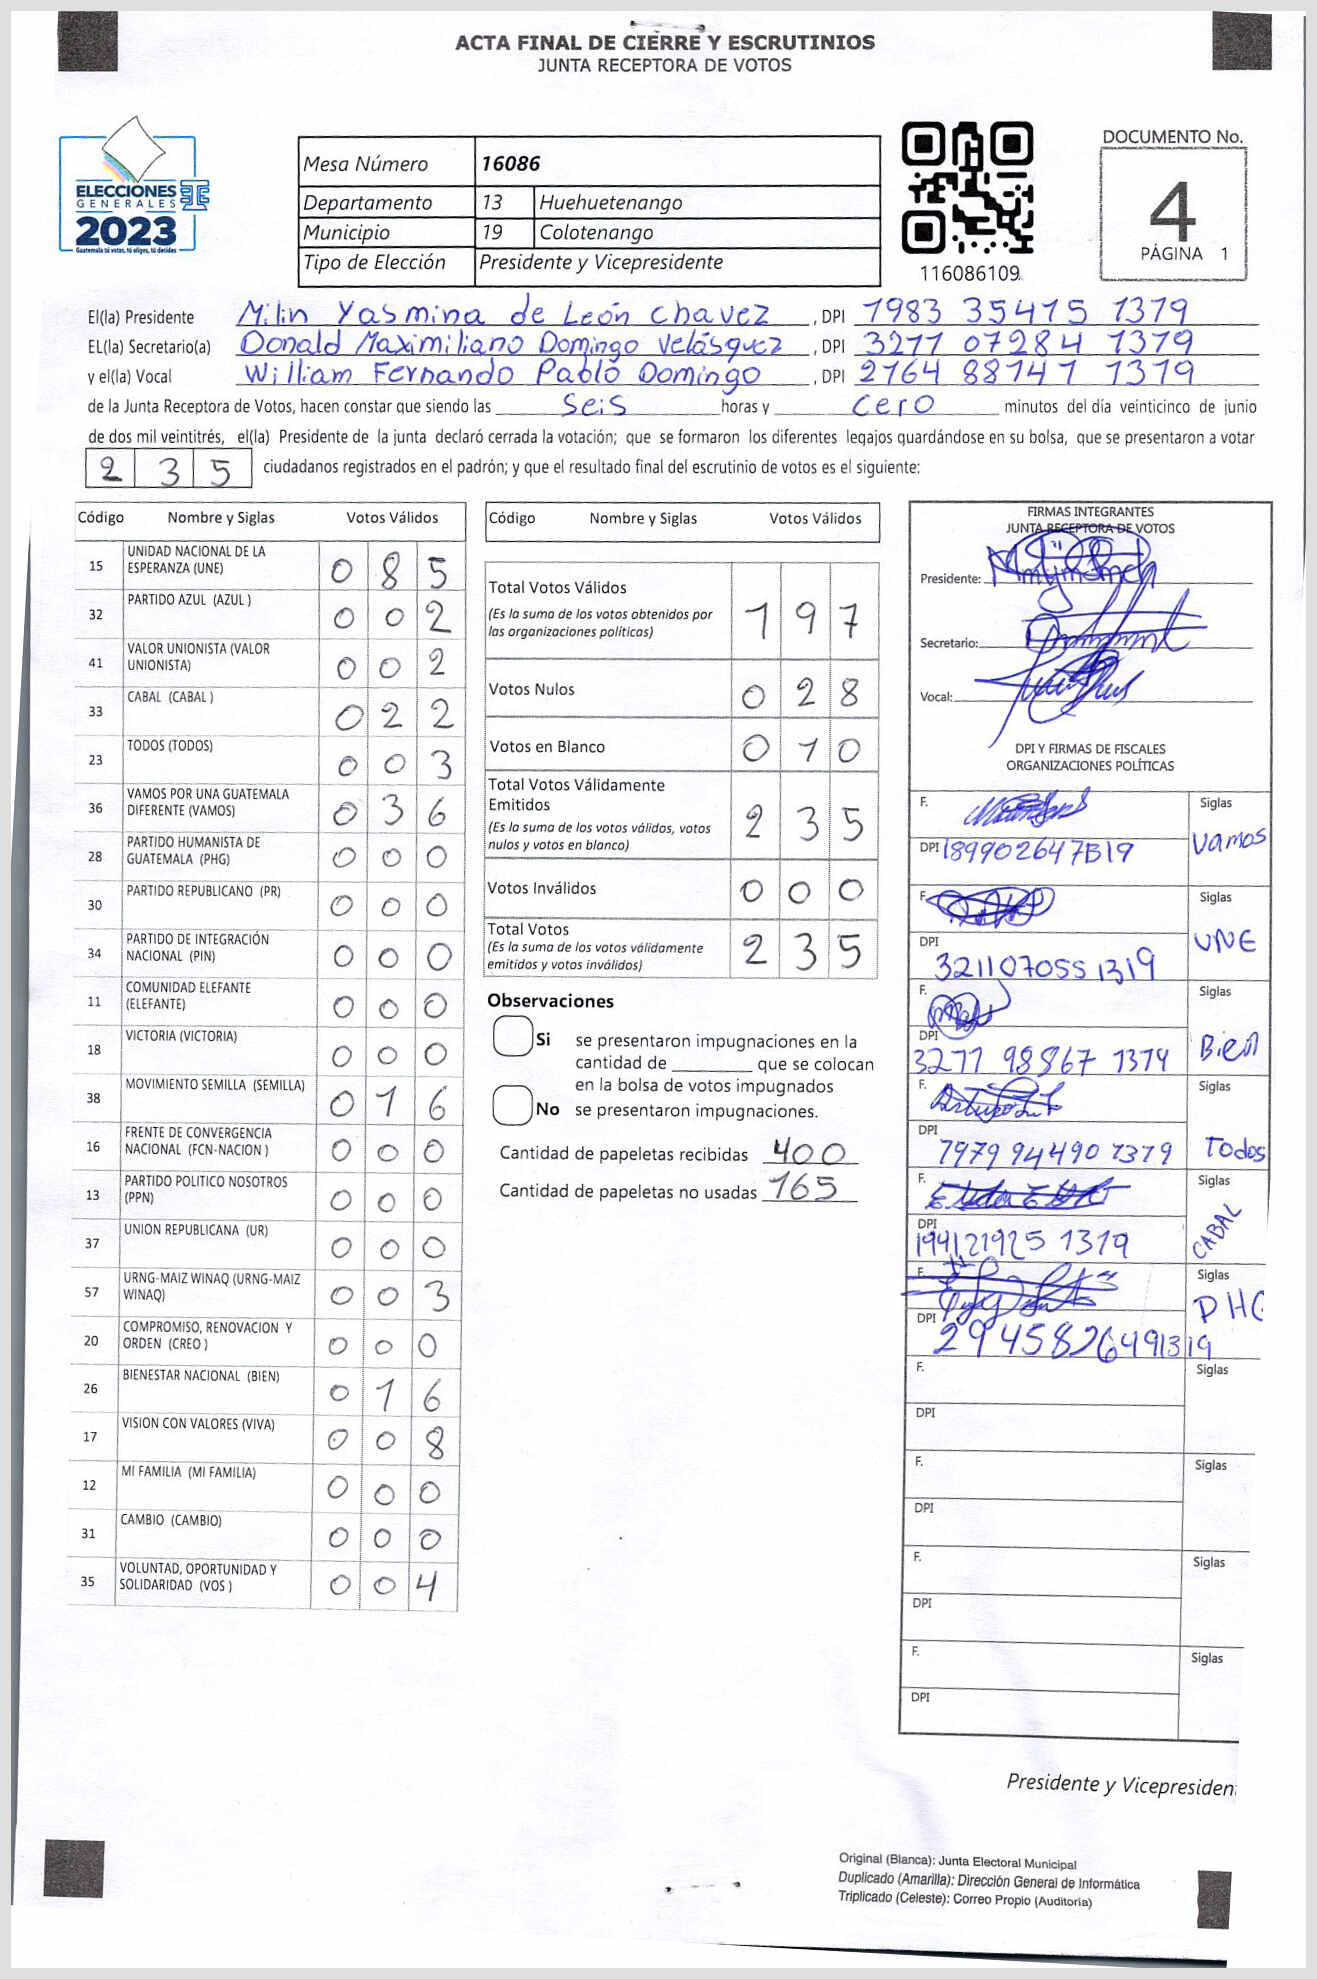 ACTA FINAL DE CIERRE Y ESCRUTINIOS
JUNTA RECEPTORA DE VOTOS
ELECCIONES
GENERALES
2023
Guatemala tú votas, tú eliges, tú decides
Mesa Número 16086
Departamento 13 Huehuetenango
Municipio 19 Colotenango
Tipo de Elección Presidente y Vicepresidente
116086109
DOCUMENTO No.
4
PÁGINA 1
El(la) Presidente Milin Yasmina de León Chavez, DPI 1983 35415 1319
EL(la) Secretario(a) Donald Maximiliano Domingo Velásquez, DPI 3211 07284 1319
y el(la) Vocal William Fernando Pablo Domingo, DPI 2164 88141 1319
de la Junta Receptora de Votos, hacen constar que siendo las seis horas y cero minutos del día veinticinco de junio
de dos mil veintitrés, el(la) Presidente de la junta declaró cerrada la votación; que se formaron los diferentes legajos guardándose en su bolsa, que se presentaron a votar
2 3 5 ciudadanos registrados en el padrón; y que el resultado final del escrutinio de votos es el siguiente:
Código Nombre y Siglas Votos Válidos
15 UNIDAD NACIONAL DE LA ESPERANZA (UNE) 0 8 5
32 PARTIDO AZUL (AZUL ) 0 0 2
41 VALOR UNIONISTA (VALOR UNIONISTA) 0 0 2
33 CABAL (CABAL ) 0 2 2
23 TODOS (TODOS) 0 0 3
36 VAMOS POR UNA GUATEMALA DIFERENTE (VAMOS) 0 3 6
28 PARTIDO HUMANISTA DE GUATEMALA (PHG) 0 0 0
30 PARTIDO REPUBLICANO (PR) 0 0 0
34 PARTIDO DE INTEGRACIÓN NACIONAL (PIN) 0 0 0
11 COMUNIDAD ELEFANTE (ELEFANTE) 0 0 0
18 VICTORIA (VICTORIA) 0 0 0
38 MOVIMIENTO SEMILLA (SEMILLA) 0 1 6
16 FRENTE DE CONVERGENCIA NACIONAL (FCN-NACION ) 0 0 0
13 PARTIDO POLITICO NOSOTROS (PPN) 0 0 0
37 UNION REPUBLICANA (UR) 0 0 0
57 URNG-MAIZ WINAQ (URNG-MAIZ WINAQ) 0 0 3
20 COMPROMISO, RENOVACION Y ORDEN (CREO ) 0 0 0
26 BIENESTAR NACIONAL (BIEN) 0 1 6
17 VISION CON VALORES (VIVA) 0 0 8
12 MI FAMILIA (MI FAMILIA) 0 0 0
31 CAMBIO (CAMBIO) 0 0 0
35 VOLUNTAD, OPORTUNIDAD Y SOLIDARIDAD (VOS ) 0 0 4
Código Nombre y Siglas Votos Válidos
Total Votos Válidos
(Es la suma de los votos obtenidos por
las organizaciones políticas) 1 9 7
Votos Nulos 0 2 8
Votos en Blanco 0 1 0
Total Votos Válidamente
Emitidos
(Es la suma de los votos válidos, votos
nulos y votos en blanco) 2 3 5
Votos Inválidos 0 0 0
Total Votos
(Es la suma de los votos válidamente
emitidos y votos inválidos) 2 3 5
Observaciones
Si se presentaron impugnaciones en la
cantidad de ________ que se colocan
en la bolsa de votos impugnados
No se presentaron impugnaciones.
Cantidad de papeletas recibidas 400
Cantidad de papeletas no usadas 165
FIRMAS INTEGRANTES
JUNTA RECEPTORA DE VOTOS
Presidente:
Secretario:
Vocal:
DPI Y FIRMAS DE FISCALES
ORGANIZACIONES POLÍTICAS
F. Siglas
DPI Vamos
F. Siglas
DPI 321107055 1319 UNE
F. Siglas
DPI 3211 98867 1319 Bien
F. Siglas
DPI 1979 94490 1319 Todos
F. Siglas
DPI 194121925 1319 CABAL
F. Siglas
DPI 2945826491319 PHG
F. Siglas
DPI
F. Siglas
DPI
F. Siglas
DPI
F. Siglas
DPI
Presidente y Vicepresiden
Original (Blanca): Junta Electoral Municipal
Duplicado (Amarilla): Dirección General de Informática
Triplicado (Celeste): Correo Propio (Auditoría)